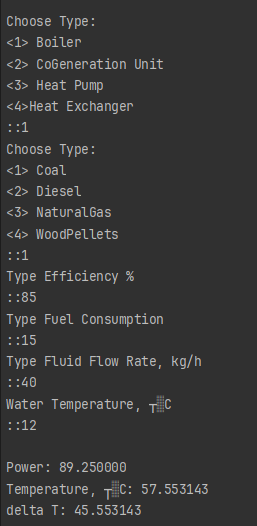 Choose Type:
<1> Boiler
<2> CoGeneration Unit
<3> Heat Pump
<4>Heat Exchanger
::1
Choose Type:
<1> Coal
<2> Diesel
<3> NaturalGas
<4> WoodPellets
::1
Type Efficiency %
::85
Type Fuel Consumption
::15
Type Fluid Flow Rate, kg/h
::40
Water Temperature, ┬░C
::12
Power: 89.250000
Temperature, ┬░C: 57.553143
delta T: 45.553143